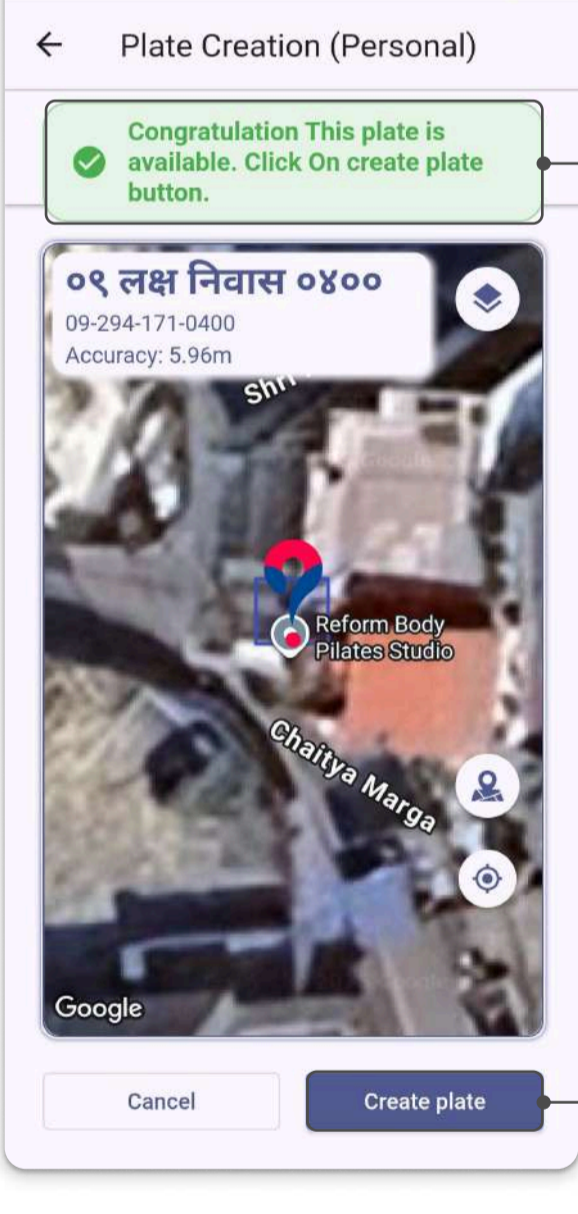 Plate Creation (Personal)
Congratulation This plate is
available. Click On create plate
button.
०९ लक्ष निवास ०४००
09-294-171-0400
Accuracy: 5.96m
Reform Body
Pilates Studio
Chaitya Marga
Google
Cancel
Create plate